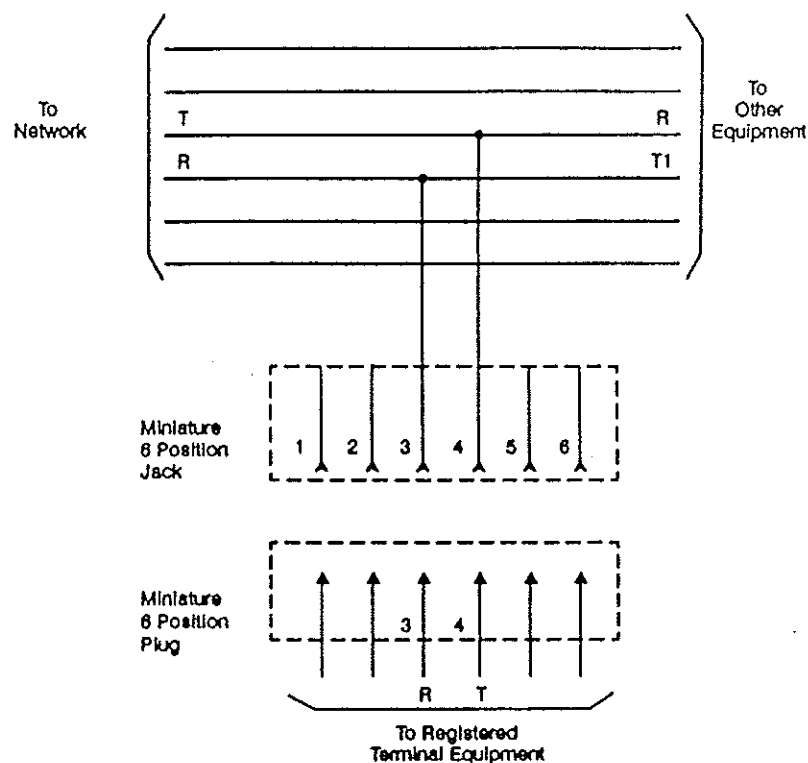 To
Network
T
R
R
T1
To
Other
Equipment
Miniature
6 Position
Jack
1 2 3 4 5 6
Miniature
6 Position
Plug
3 4
R T
To Registered
Terminal Equipment